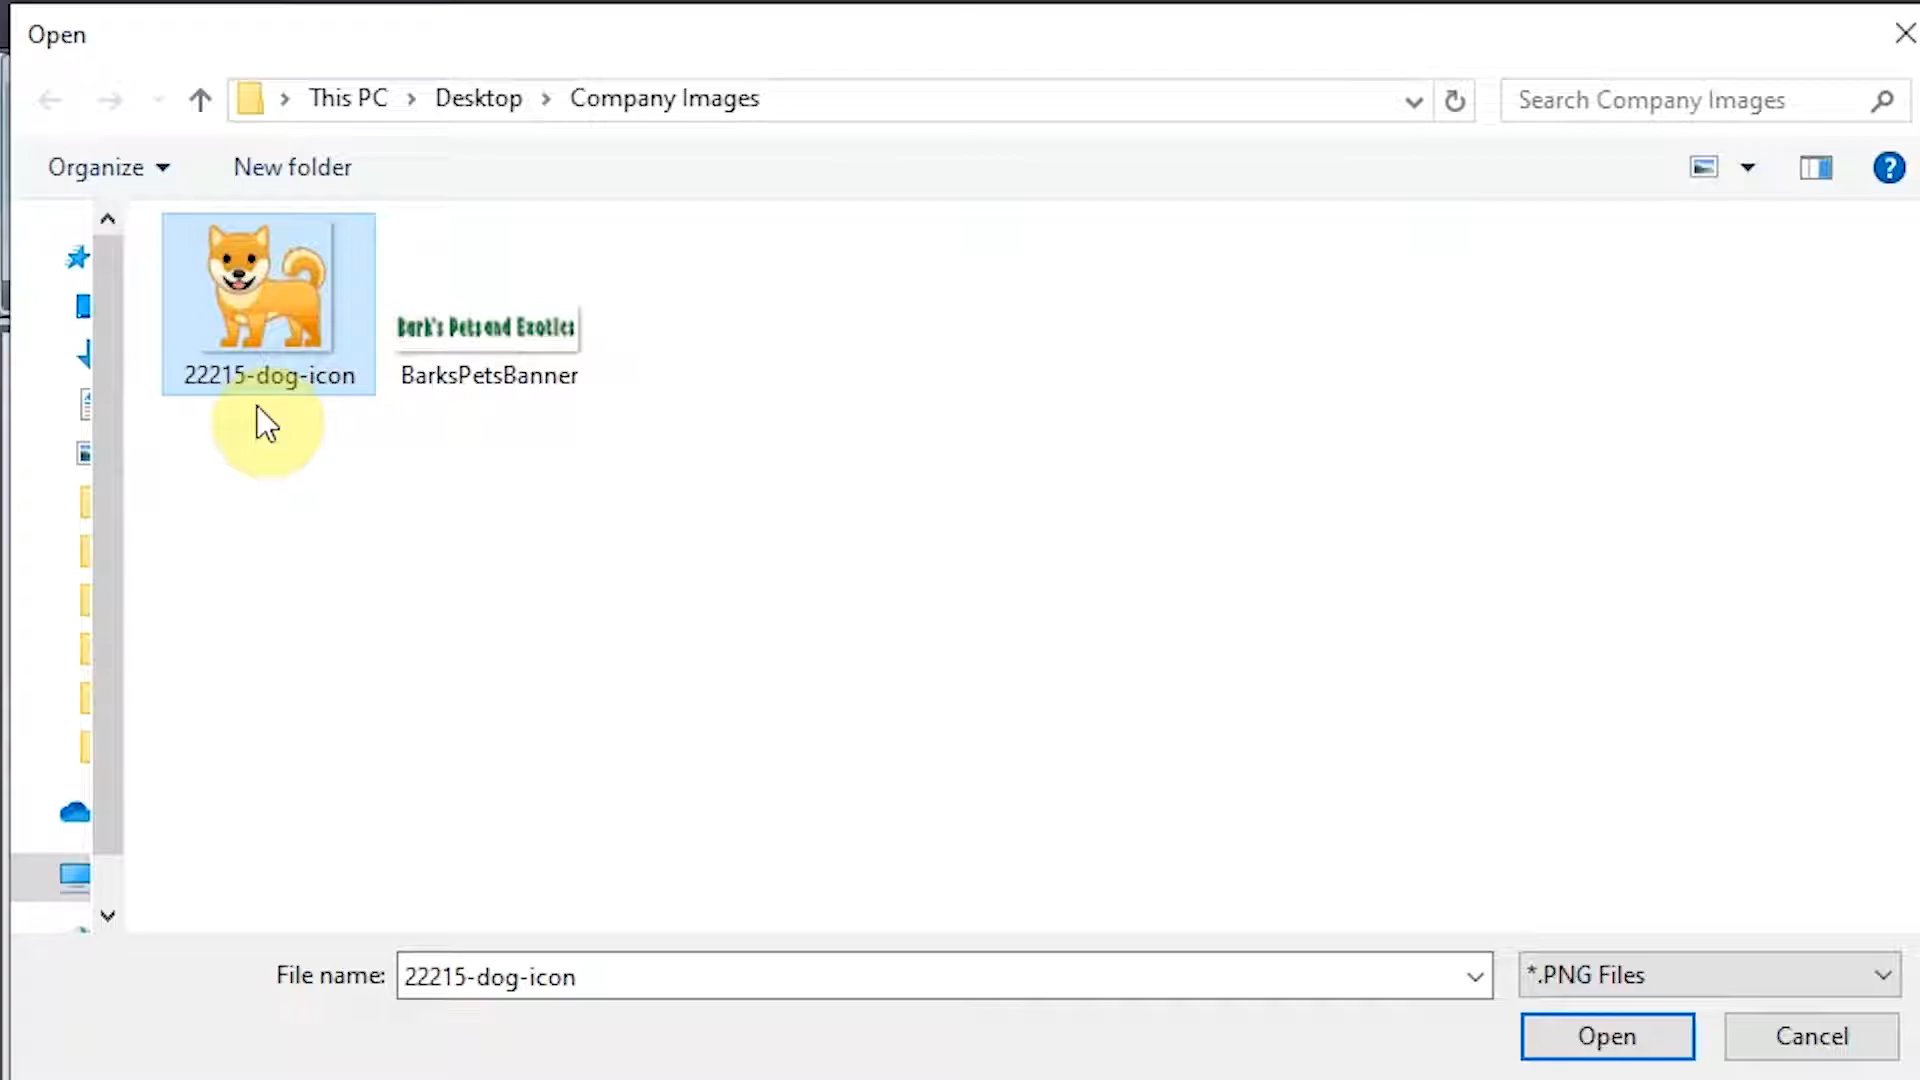 Open
This PC > Desktop > Company Images
Search Company Images
Organize
New folder
?
Bark's Pets and Exotics
22215-dog-icon
BarksPetsBanner
File name: 22215-dog-icon
*.PNG Files
Open
Cancel